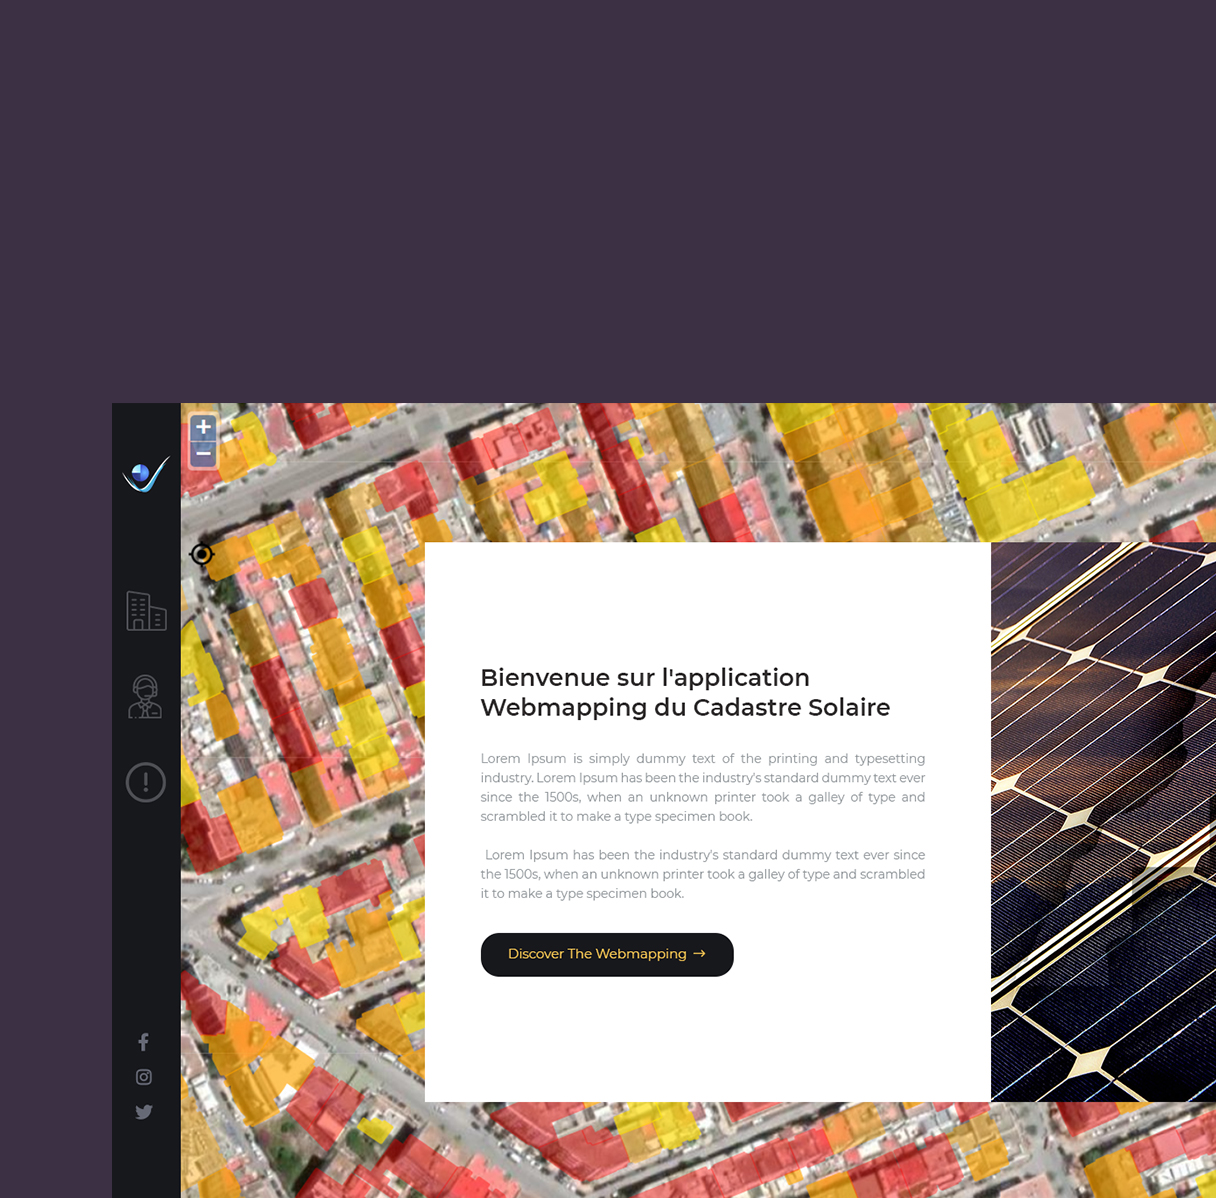 +
−
Bienvenue sur l'application
Webmapping du Cadastre Solaire
Lorem Ipsum is simply dummy text of the printing and typesetting
industry. Lorem Ipsum has been the industry's standard dummy text ever
since the 1500s, when an unknown printer took a galley of type and
scrambled it to make a type specimen book.
Lorem Ipsum has been the industry's standard dummy text ever since
the 1500s, when an unknown printer took a galley of type and scrambled
it to make a type specimen book.
Discover The Webmapping →